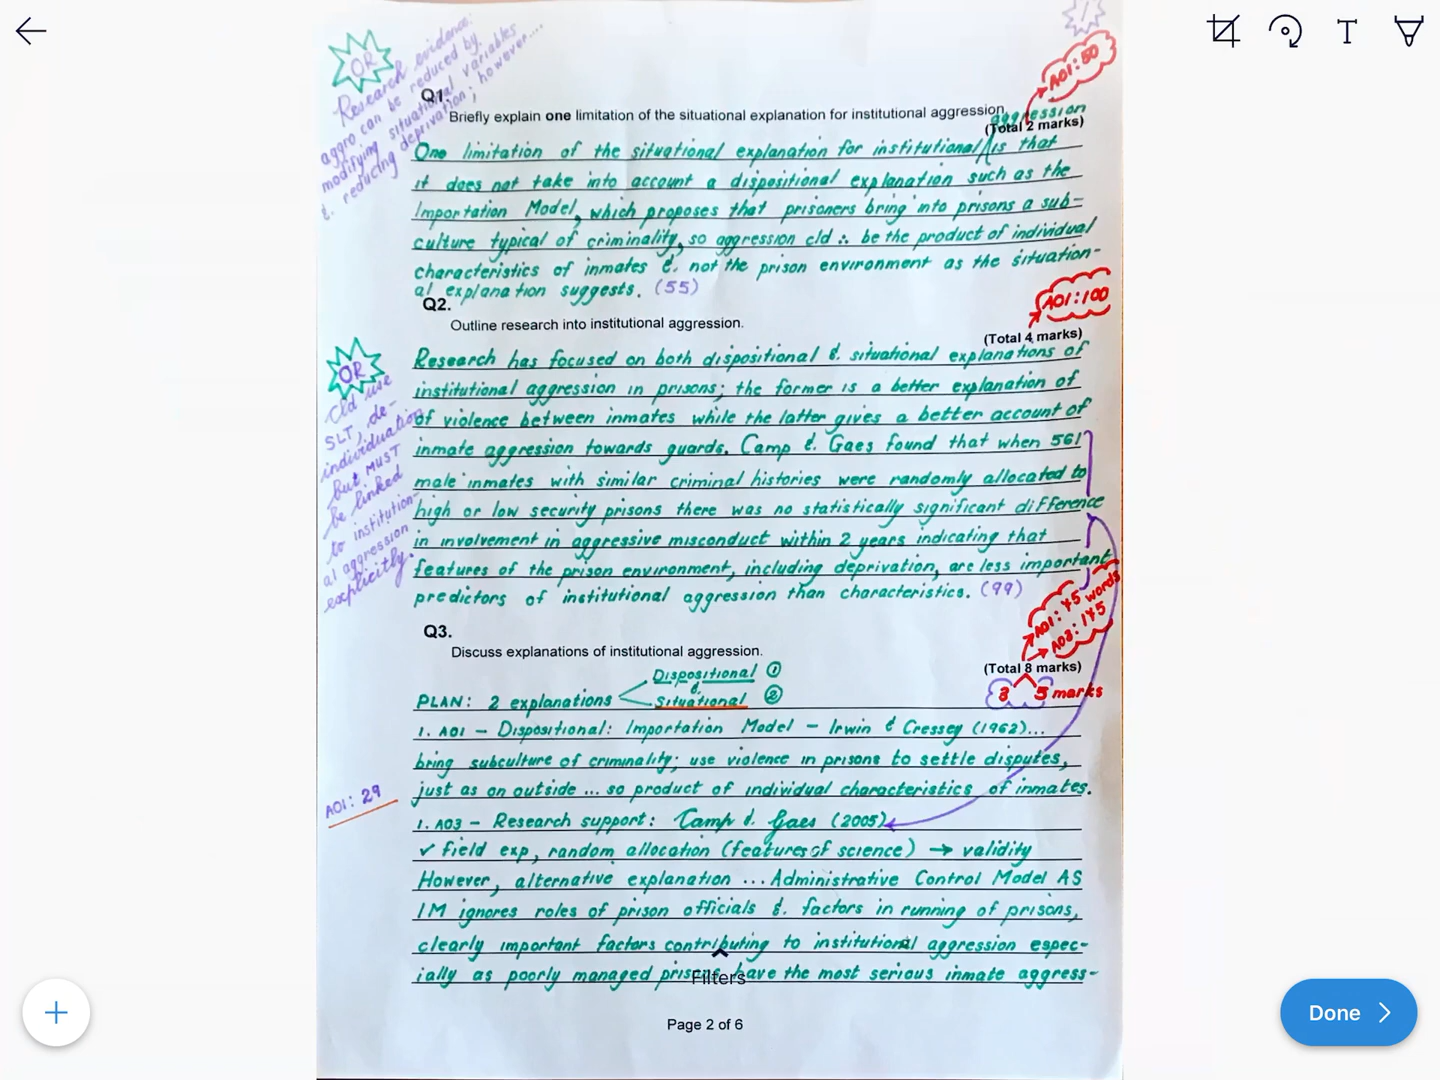 OR
Research evidence:
aggro can be reduced by
modifying situational variables
& reducing deprivation; however....
1
AO1: 50
Q1.
Briefly explain one limitation of the situational explanation for institutional aggression.
(Total 2 marks)
aggression
One limitation of the situational explanation for institutional is that
it does not take into account a dispositional explanation such as the
Importation Model, which proposes that prisoners bring into prisons a sub-
culture typical of criminality, so aggression cld ∴ be the product of individual
characteristics of inmates & not the prison environment as the situation-
al explanation suggests. (55)
AO1: 100
Q2.
Outline research into institutional aggression.
(Total 4 marks)
OR
Cld use
SLT, de-
individuation
but MUST
be linked
to institution-
al aggression
explicitly.
Research has focused on both dispositional & situational explanations of
institutional aggression in prisons; the former is a better explanation of
of violence between inmates while the latter gives a better account of
inmate aggression towards guards. Camp & Gaes found that when 561
male inmates with similar criminal histories were randomly allocated to
high or low security prisons there was no statistically significant difference
in involvement in aggressive misconduct within 2 years indicating that
features of the prison environment, including deprivation, are less important
predictors of institutional aggression than characteristics. (99)
AO1: 75 words
AO3: 175
Q3.
Discuss explanations of institutional aggression.
(Total 8 marks)
3 5 marks
PLAN: 2 explanations
Dispositional ①
&
Situational ②
1. AO1 – Dispositional: Importation Model – Irwin & Cressey (1962)...
bring subculture of criminality; use violence in prisons to settle disputes,
just as on outside ... so product of individual characteristics of inmates.
AO1: 29
1. AO3 – Research support: Camp & Gaes (2005)
✓ field exp, random allocation (features of science) → validity
However, alternative explanation ... Administrative Control Model AS
IM ignores roles of prison officials & factors in running of prisons,
clearly important factors contributing to institutional aggression espec-
ially as poorly managed prisons have the most serious inmate aggress-
Filters
Page 2 of 6
Done